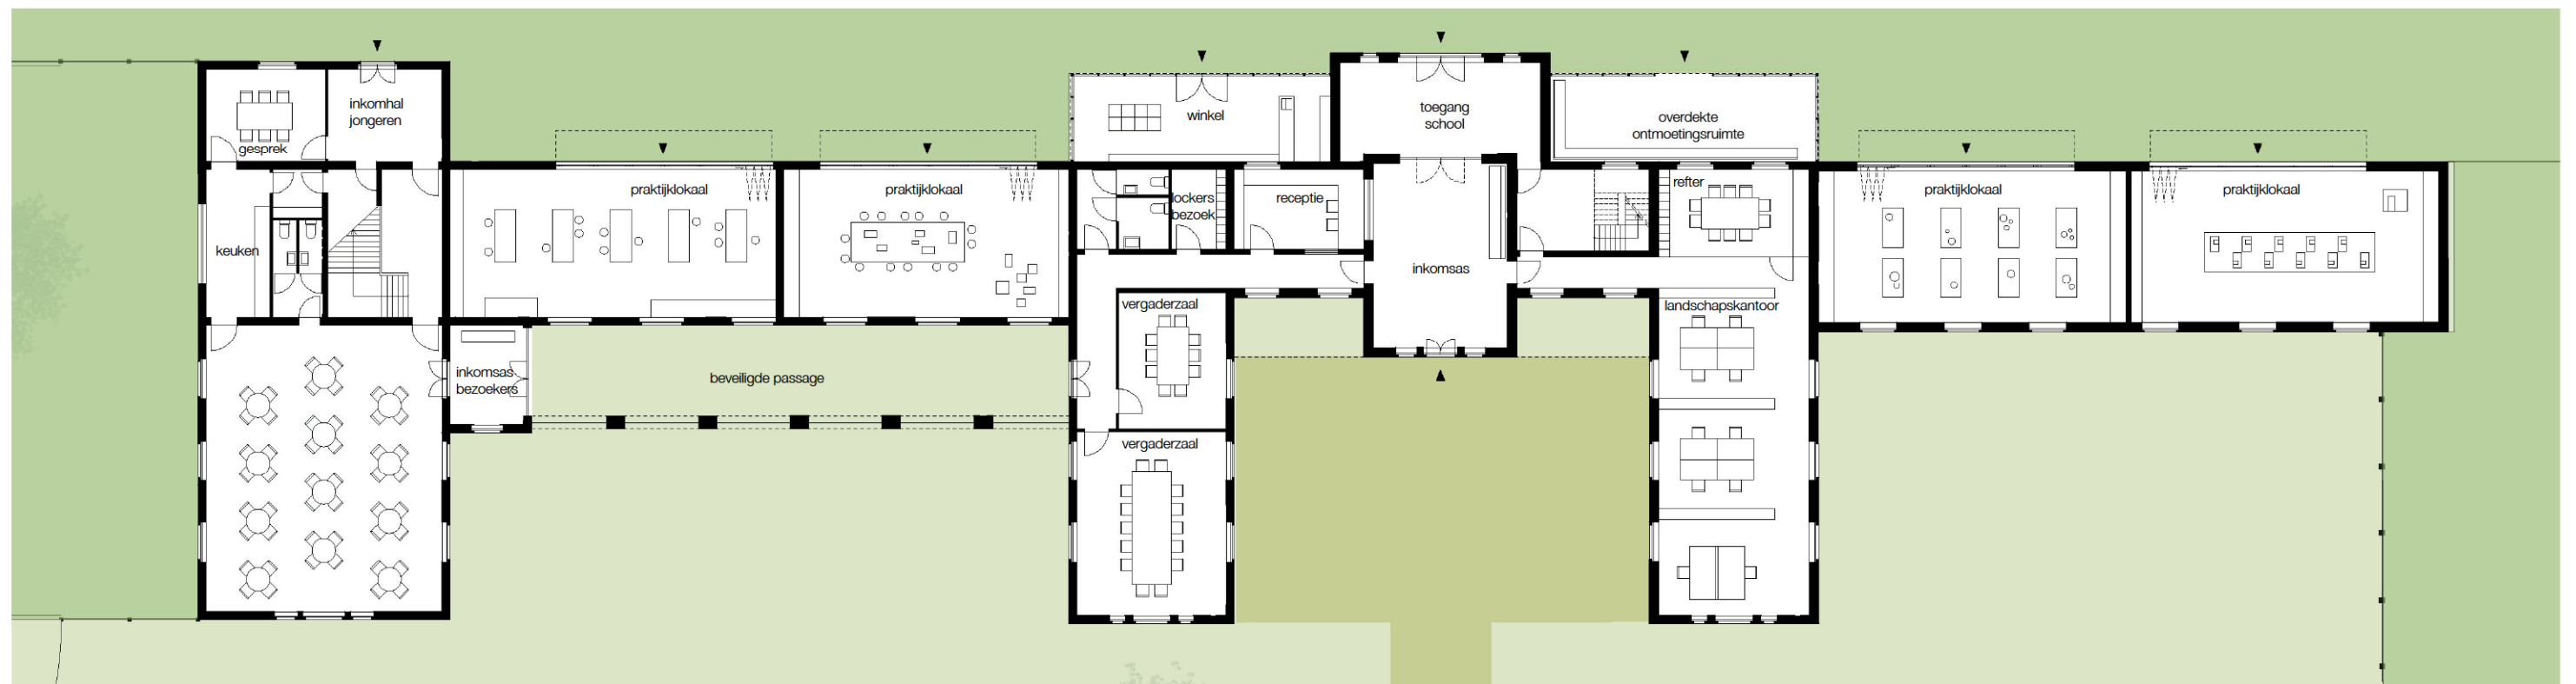 inkomhal
jongeren
gesprek
winkel
toegang
school
overdekte
ontmoetingsruimte
praktijklokaal
praktijklokaal
lockers
bezoek
receptie
refter
praktijklokaal
praktijklokaal
keuken
inkomsas
vergaderzaal
landschapskantoor
inkomsas
bezoekers
beveiligde passage
vergaderzaal